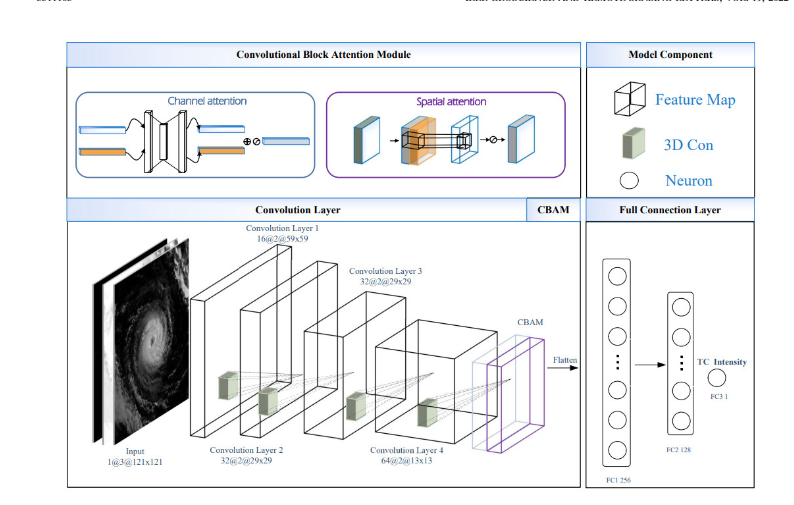 Convolutional Block Attention Module
Model Component
Channel attention
Spatial attention
Feature Map
3D Con
Neuron
Convolution Layer
CBAM
Full Connection Layer
Convolution Layer 1
16@2@59x59
Convolution Layer 3
32@2@29x29
CBAM
Flatten
TC Intensity
FC3 1
Input
1@3@121x121
Convolution Layer 2
32@2@29x29
Convolution Layer 4
64@2@13x13
FC2 128
FC1 256